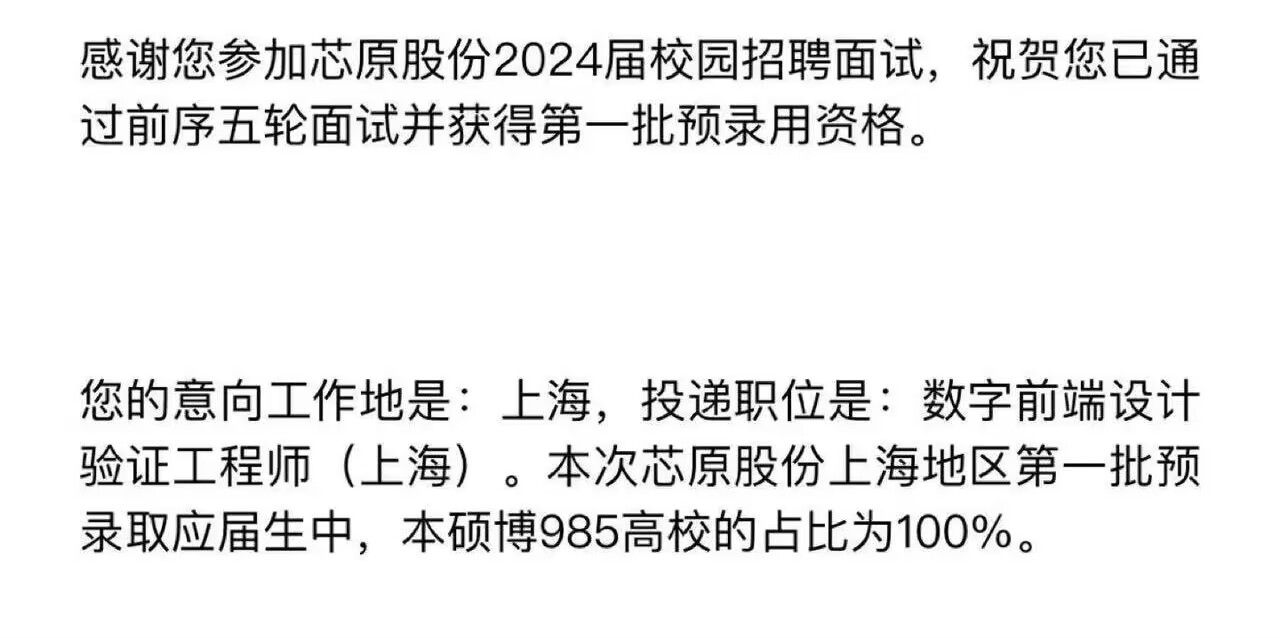 感谢您参加芯原股份2024届校园招聘面试，祝贺您已通
过前序五轮面试并获得第一批预录用资格。
您的意向工作地是：上海，投递职位是：数字前端设计
验证工程师（上海）。本次芯原股份上海地区第一批预
录取应届生中，本硕博985高校的占比为100%。